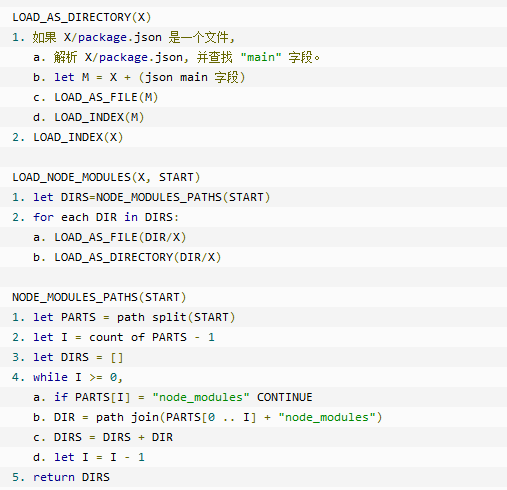 LOAD_AS_DIRECTORY(X)
1. 如果 X/package.json 是一个文件,
   a. 解析 X/package.json, 并查找 "main" 字段。
   b. let M = X + (json main 字段)
   c. LOAD_AS_FILE(M)
   d. LOAD_INDEX(M)
2. LOAD_INDEX(X)

LOAD_NODE_MODULES(X, START)
1. let DIRS=NODE_MODULES_PATHS(START)
2. for each DIR in DIRS:
   a. LOAD_AS_FILE(DIR/X)
   b. LOAD_AS_DIRECTORY(DIR/X)

NODE_MODULES_PATHS(START)
1. let PARTS = path split(START)
2. let I = count of PARTS - 1
3. let DIRS = []
4. while I >= 0,
   a. if PARTS[I] = "node_modules" CONTINUE
   b. DIR = path join(PARTS[0 .. I] + "node_modules")
   c. DIRS = DIRS + DIR
   d. let I = I - 1
5. return DIRS